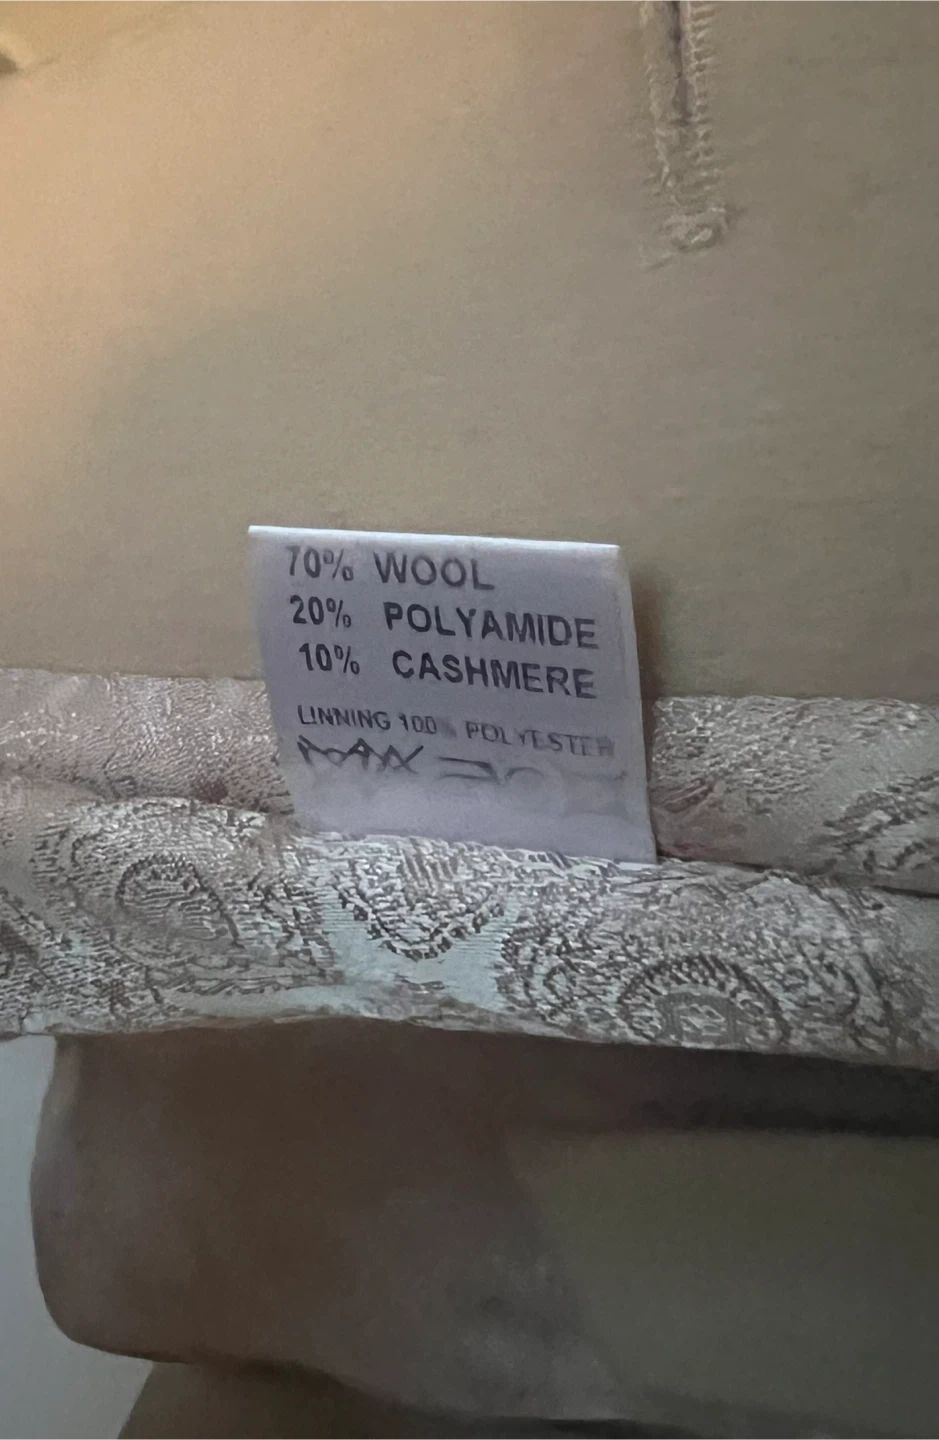 70% WOOL
20% POLYAMIDE
10% CASHMERE
LINNING 100% POLYESTER